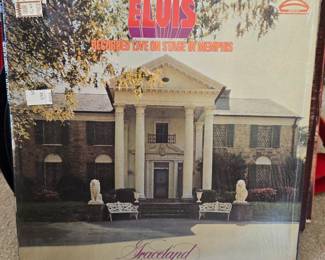 ELVIS
RECORDED LIVE ON STAGE IN MEMPHIS
Graceland